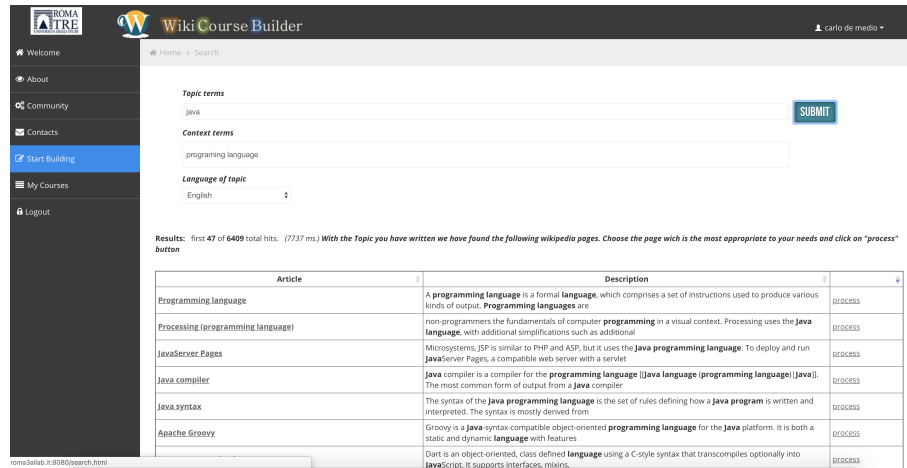 ROMA
TRE
UNIVERSITÀ DEGLI STUDI
W Wiki Course Builder
carlo de medio
Welcome
About
Community
Contacts
Start Building
My Courses
Logout
Home > Search
Topic terms
java
SUBMIT
Context terms
programing language
Language of topic
English
Results: first 47 of 6409 total hits. (7737 ms.) With the Topic you have written we have found the following wikipedia pages. Choose the page wich is the most appropriate to your needs and click on "process"
button
Article Description
Programming language A programming language is a formal language, which comprises a set of instructions used to produce various
kinds of output. Programming languages are process
Processing (programming language) non-programmers the fundamentals of computer programming in a visual context. Processing uses the Java
language, with additional simplifications such as additional process
JavaServer Pages Microsystems, JSP is similar to PHP and ASP, but it uses the Java programming language. To deploy and run
JavaServer Pages, a compatible web server with a servlet process
Java compiler Java compiler is a compiler for the programming language [[Java language (programming language)|Java]].
The most common form of output from a Java compiler process
Java syntax The syntax of the Java programming language is the set of rules defining how a Java program is written and
interpreted. The syntax is mostly derived from process
Apache Groovy Groovy is a Java-syntax-compatible object-oriented programming language for the Java platform. It is both a
static and dynamic language with features process
Dart is an object-oriented, class defined language using a C-style syntax that transcompiles optionally into
JavaScript. It supports interfaces, mixins, process
roma3ailab.it:8080/search.html